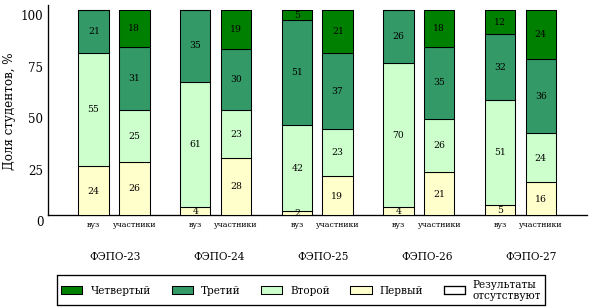 Доля студентов, %
100
75
50
25
0
21 18 35 19 5 21 26 18 12 24
55 31 61 30 51 37 70 35 32 36
24 25 4 23 42 23 4 26 51 24
26 28 2 19 21 5 16
вуз участники вуз участники вуз участники вуз участники вуз участники
ФЭПО-23 ФЭПО-24 ФЭПО-25 ФЭПО-26 ФЭПО-27
Четвертый Третий Второй Первый Результаты
отсутствуют